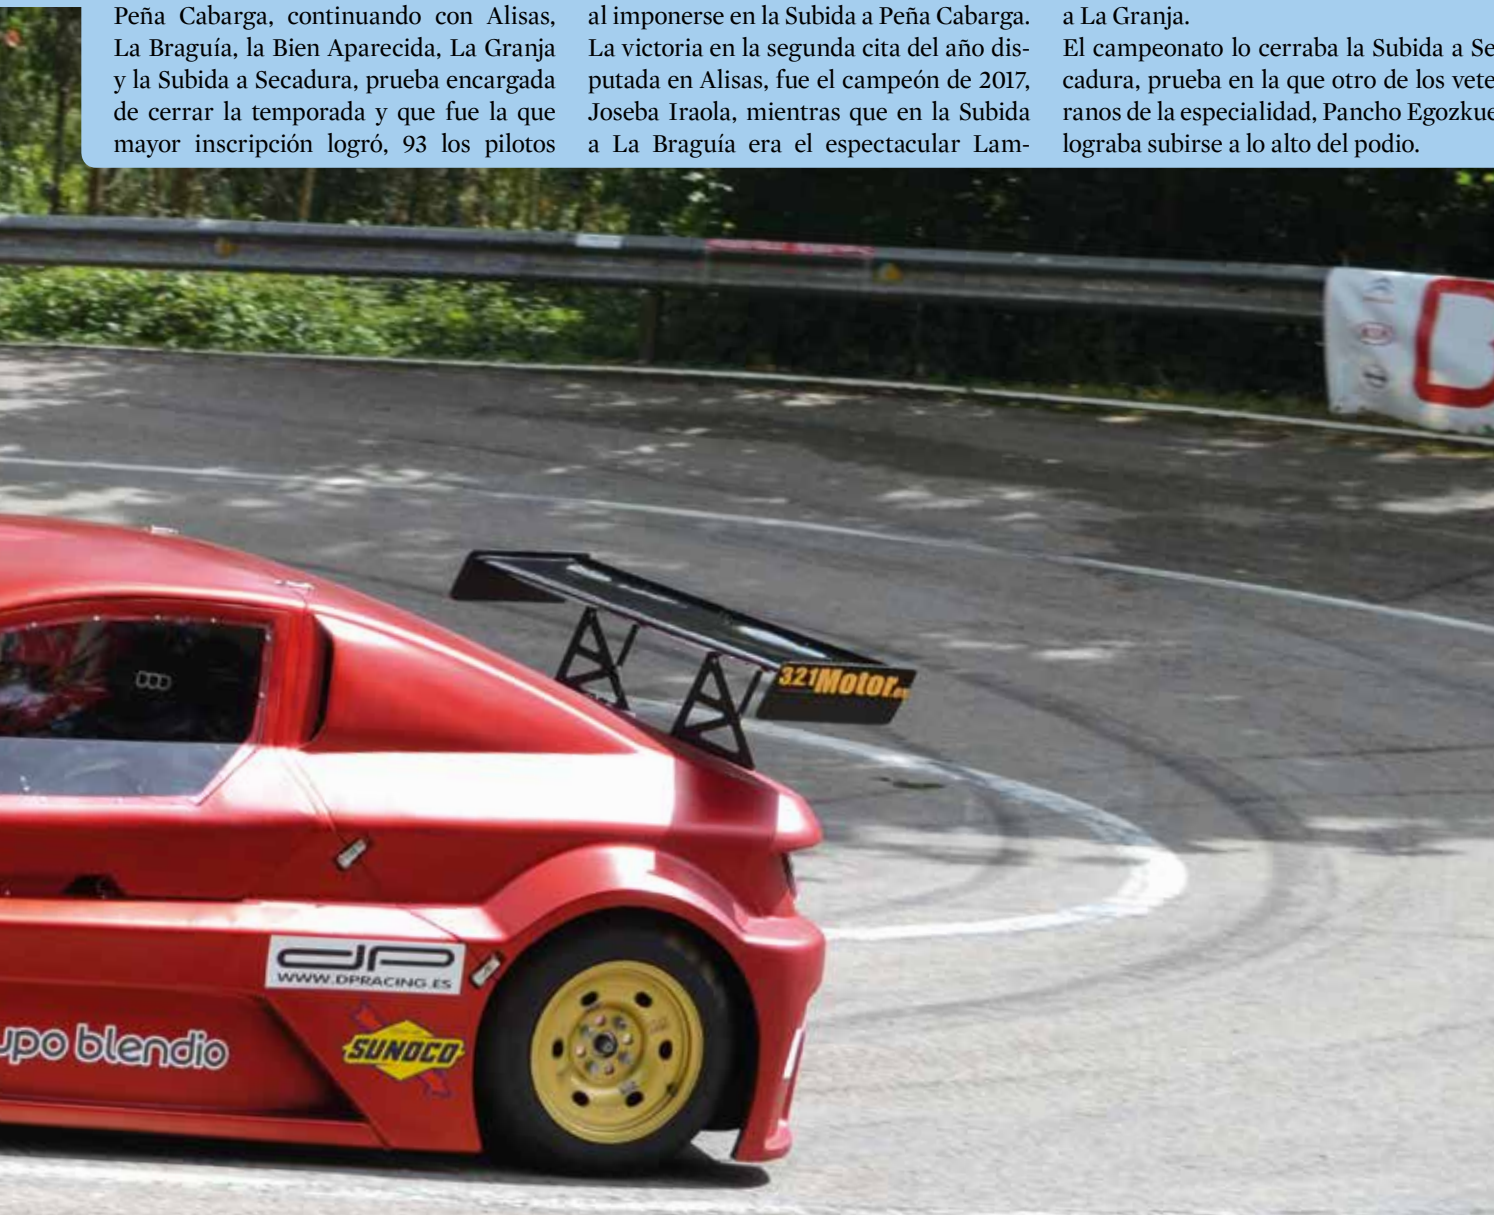 Peña Cabarga, continuando con Alisas,
La Braguía, la Bien Aparecida, La Granja
y la Subida a Secadura, prueba encargada
de cerrar la temporada y que fue la que
mayor inscripción logró, 93 los pilotos
al imponerse en la Subida a Peña Cabarga.
La victoria en la segunda cita del año dis-
putada en Alisas, fue el campeón de 2017,
Joseba Iraola, mientras que en la Subida
a La Braguía era el espectacular Lam-
a La Granja.
El campeonato lo cerraba la Subida a Se
cadura, prueba en la que otro de los vete
ranos de la especialidad, Pancho Egozkue
lograba subirse a lo alto del podio.
321Motor
dp
WWW.DPRACING.ES
upo blendio
SUNOCO